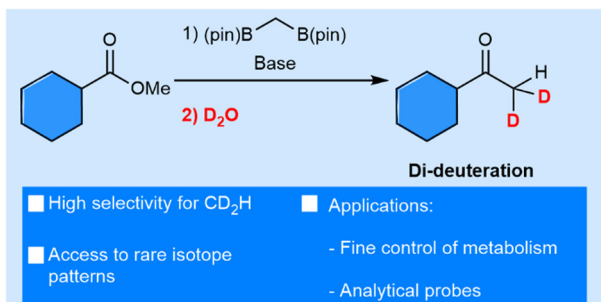 1) (pin)B B(pin)
Base
2) D₂O
O
OMe
O
H
D
D
Di-deuteration
High selectivity for CD₂H
Access to rare isotope
patterns
Applications:
- Fine control of metabolism
- Analytical probes